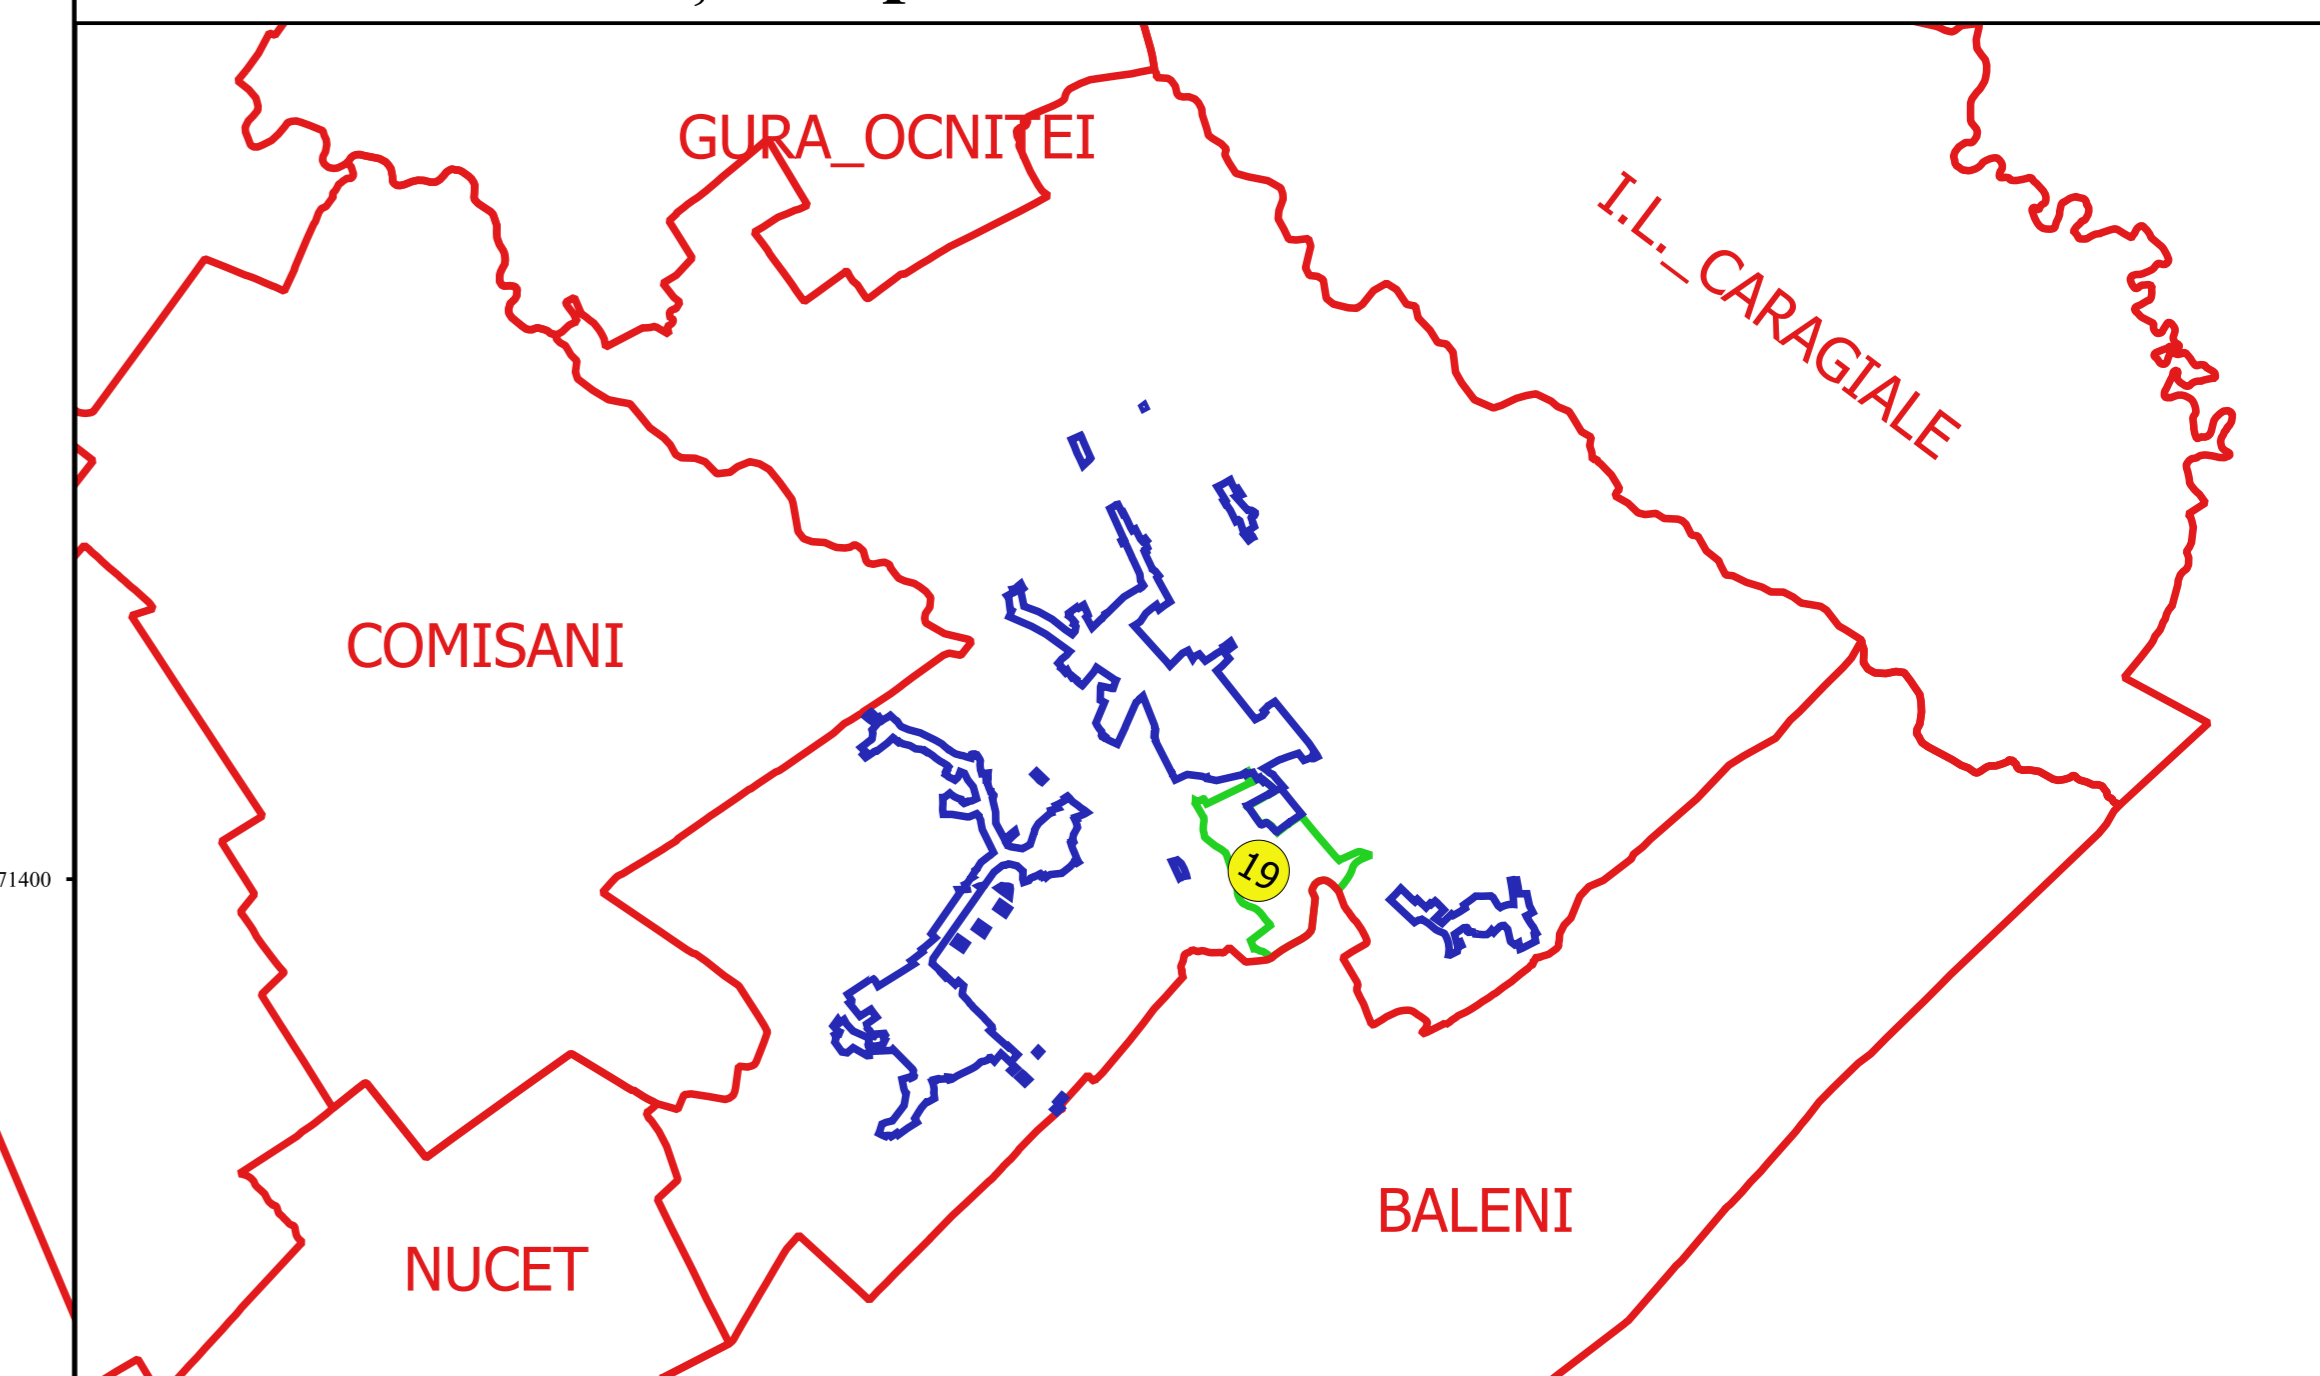 GURA_OCNITEI
I.L._CARAGIALE
COMISANI
19
71400
BALENI
NUCET